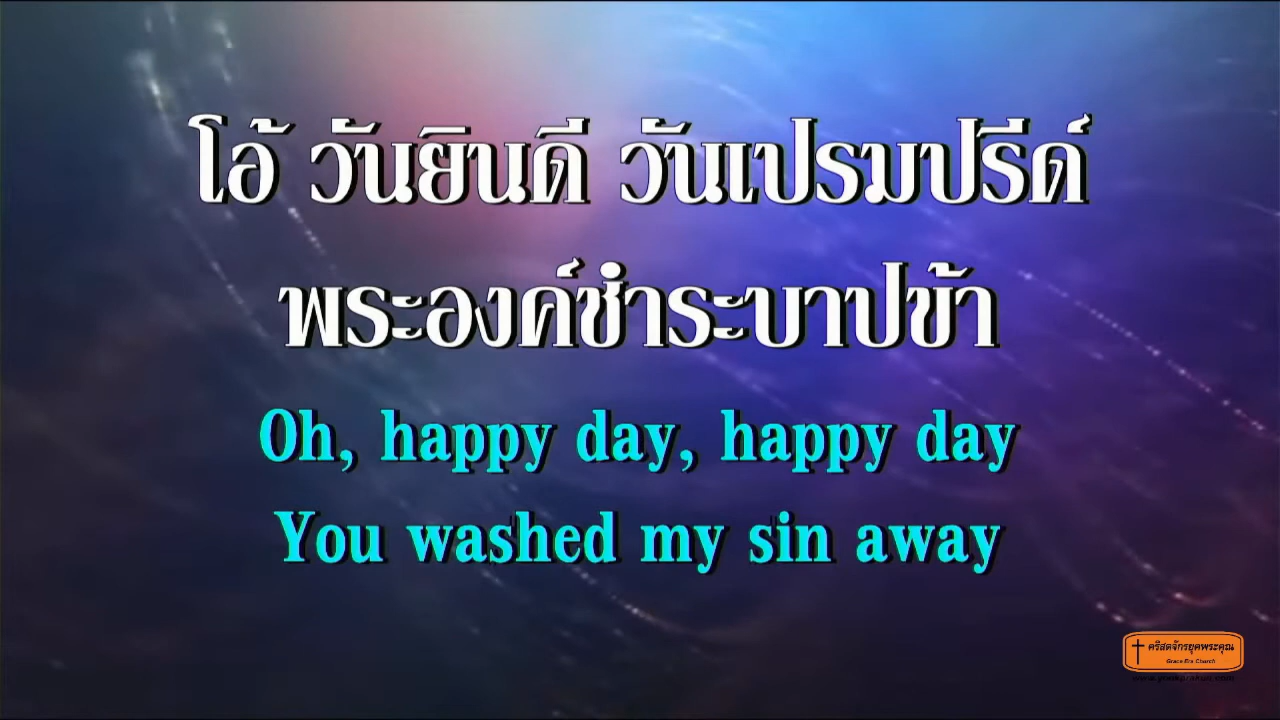 โอ้ วันยินดี วันเปรมปรีด์
พระองค์ชำระบาปข้า
Oh, happy day, happy day
You washed my sin away
คริสตจักรยุคพระคุณ
Grace Era Church